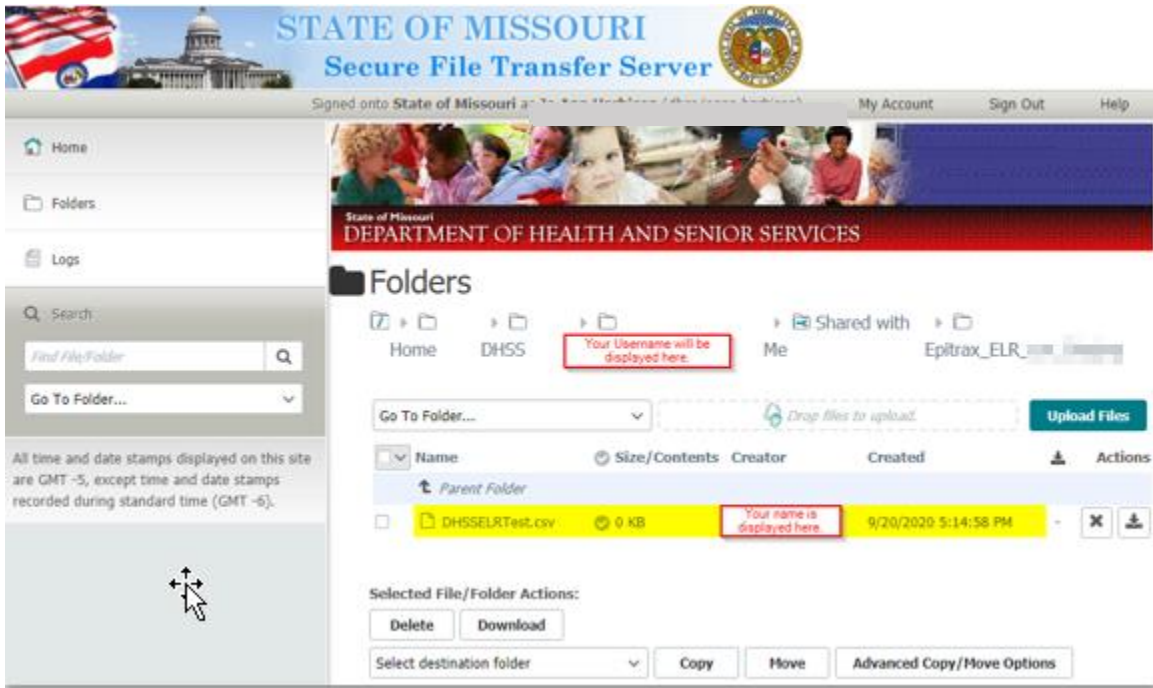 STATE OF MISSOURI
Secure File Transfer Server
Signed onto State of Missouri
My Account Sign Out Help
Home
Folders
Logs
Search
Find File/Folder
Go To Folder...
All time and date stamps displayed on this site
are GMT -5, except time and date stamps
recorded during standard time (GMT -6).
State of Missouri
DEPARTMENT OF HEALTH AND SENIOR SERVICES
Folders
Home DHSS Your Username will be displayed here. Shared with Me Epitrax_ELR_
Go To Folder... Drop files to upload. Upload Files
Name Size/Contents Creator Created Actions
Parent Folder
DHSSELRTest.csv 0 KB Your name is displayed here. 9/20/2020 5:14:58 PM -
Selected File/Folder Actions:
Delete Download
Select destination folder Copy Move Advanced Copy/Move Options